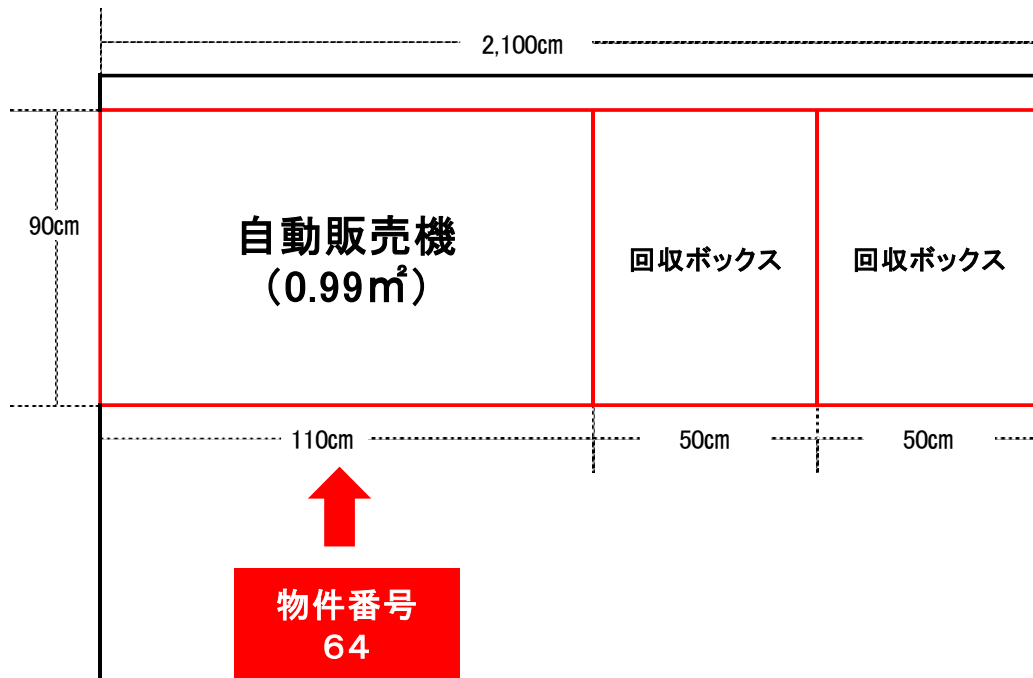 2,100cm
90cm
自動販売機
（0.99㎡）
回収ボックス
回収ボックス
110cm
50cm
50cm
物件番号
６４